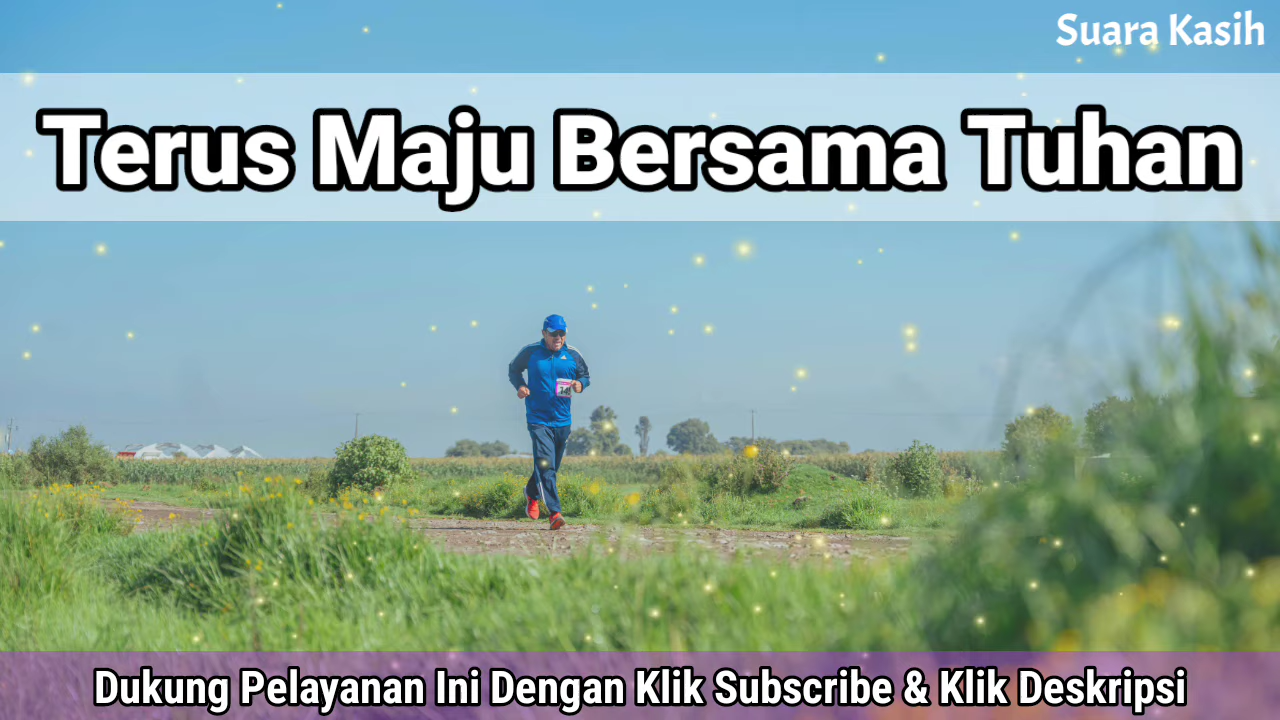 Suara Kasih
Terus Maju Bersama Tuhan
Dukung Pelayanan Ini Dengan Klik Subscribe & Klik Deskripsi